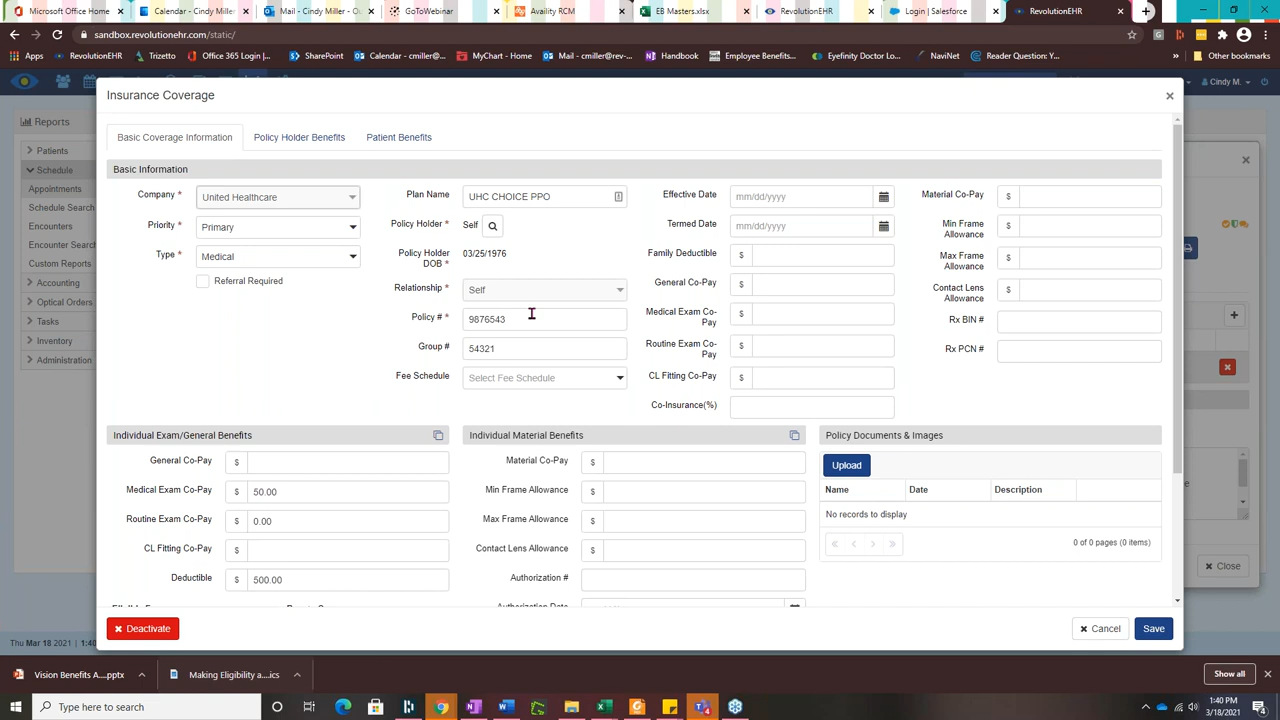 Microsoft Office Home
Calendar - Cindy Miller - O
Mail - Cindy Miller - Outl
GoToWebinar
Availity RCM
EB Masters.xlsx
RevolutionEHR
Login | Salesforce
RevolutionEHR
sandbox.revolutionehr.com/static/
Apps
RevolutionEHR
Trizetto
Office 365 Login |...
SharePoint
Calendar - cmiller...
MyChart - Home
Mail - cmiller@rev-...
Handbook
Employee Benefits...
Eyefinity Doctor Lo...
NaviNet
Reader Question: Y...
Other bookmarks
Cindy M.
Insurance Coverage
Basic Coverage Information
Policy Holder Benefits
Patient Benefits
Reports
Patients
Schedule
Appointments
Schedule Search
Encounters
Encounter Search
Custom Reports
Accounting
Optical Orders
Tasks
Inventory
Administration
Basic Information
Company *
United Healthcare
Priority *
Primary
Type *
Medical
Referral Required
Plan Name
UHC CHOICE PPO
Policy Holder *
Self
Policy Holder
DOB *
03/25/1976
Relationship *
Self
Policy # *
9876543
Group #
54321
Fee Schedule
Select Fee Schedule
Effective Date
mm/dd/yyyy
Termed Date
mm/dd/yyyy
Family Deductible
$
General Co-Pay
$
Medical Exam Co-
Pay
$
Routine Exam Co-
Pay
$
CL Fitting Co-Pay
$
Co-Insurance(%)
Material Co-Pay
$
Min Frame
Allowance
$
Max Frame
Allowance
$
Contact Lens
Allowance
$
Rx BIN #
Rx PCN #
Individual Exam/General Benefits
General Co-Pay
$
Medical Exam Co-Pay
$ 50.00
Routine Exam Co-Pay
$ 0.00
CL Fitting Co-Pay
$
Deductible
$ 500.00
Individual Material Benefits
Material Co-Pay
$
Min Frame Allowance
$
Max Frame Allowance
$
Contact Lens Allowance
$
Authorization #
Authorization Date
Policy Documents & Images
Upload
Name
Date
Description
No records to display
0 of 0 pages (0 items)
Close
Deactivate
Cancel
Save
Thu Mar 18 2021 | 1:40
Vision Benefits A....pptx
Making Eligibility a....ics
Show all
Type here to search
1:40 PM
3/18/2021